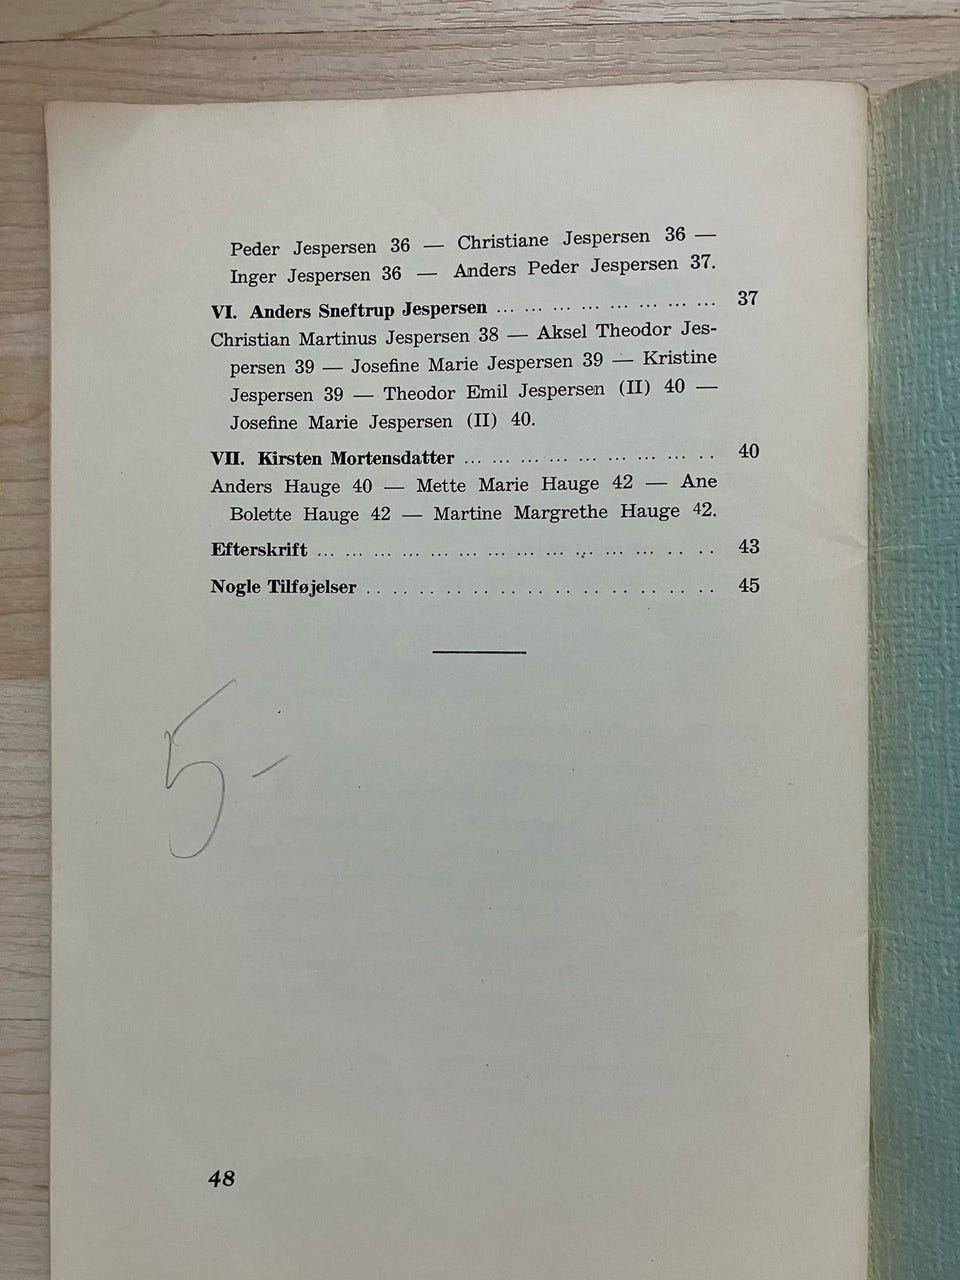 Peder Jespersen 36 — Christiane Jespersen 36 —
Inger Jespersen 36 — Anders Peder Jespersen 37.
VI. Anders Sneftrup Jespersen ... ... ... ... ... ... ... ... 37
Christian Martinus Jespersen 38 — Aksel Theodor Jes-
persen 39 — Josefine Marie Jespersen 39 — Kristine
Jespersen 39 — Theodor Emil Jespersen (II) 40 —
Josefine Marie Jespersen (II) 40.
VII. Kirsten Mortensdatter ... ... ... ... ... ... ... ... .. 40
Anders Hauge 40 — Mette Marie Hauge 42 — Ane
Bolette Hauge 42 — Martine Margrethe Hauge 42.
Efterskrift ... ... ... ... ... ... ... ... ... ... ... ... .. . . 43
Nogle Tilføjelser . . . . . . . . . . . . . . 45
5-
48